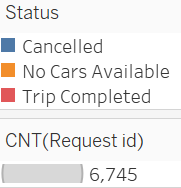 Status
Cancelled
No Cars Available
Trip Completed
CNT(Request id)
6,745